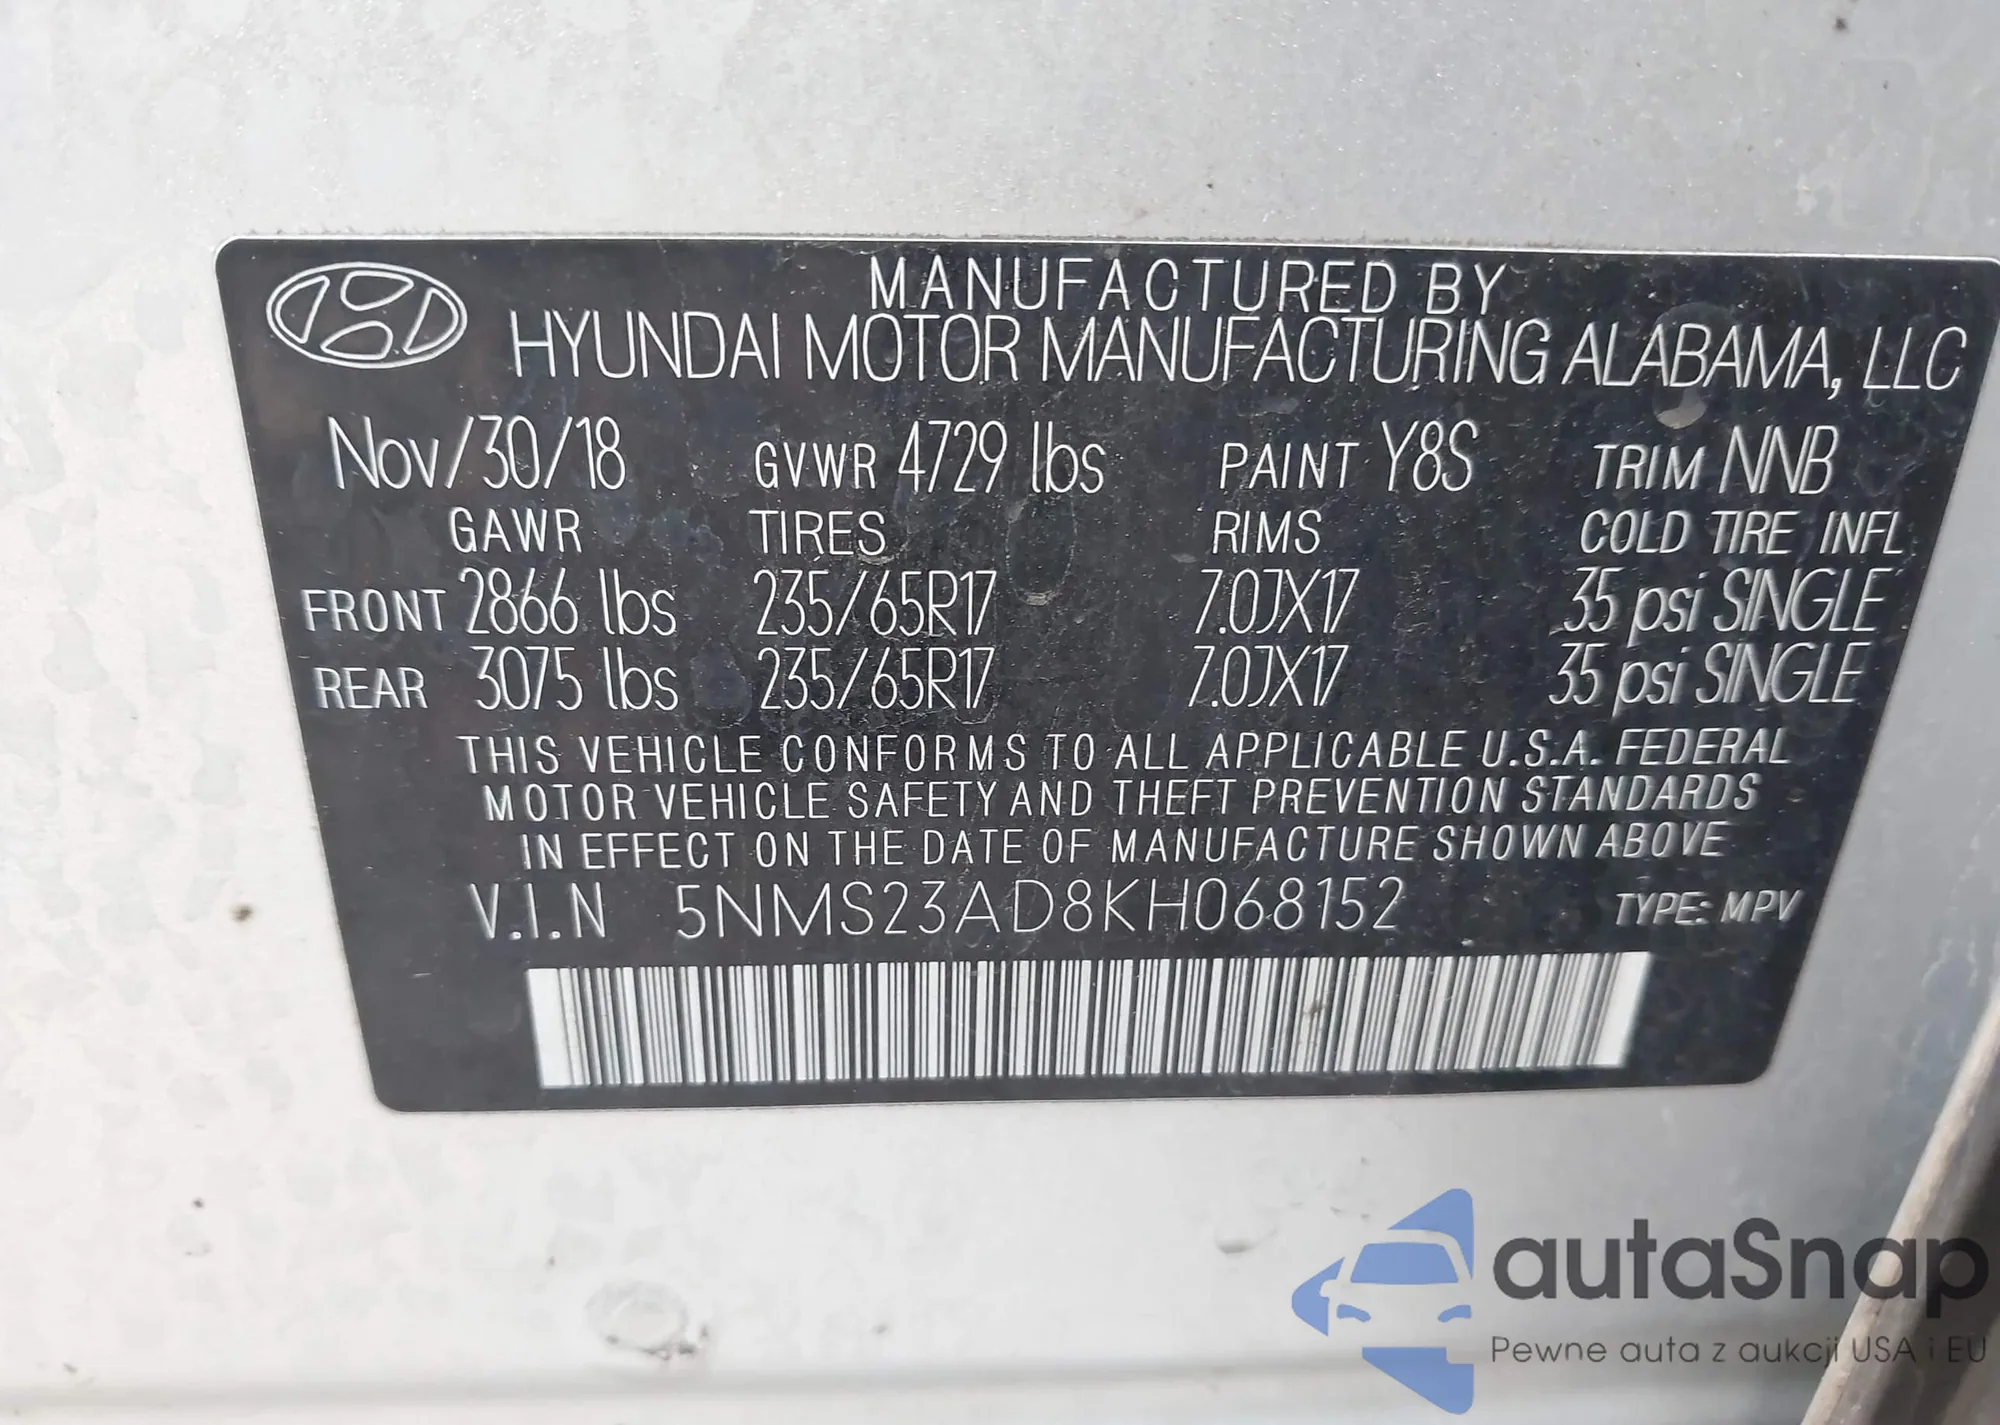 MANUFACTURED BY
HYUNDAI MOTOR MANUFACTURING ALABAMA, LLC
Nov/30/18 GVWR 4729 lbs PAINT Y8S TRIM NNB
GAWR TIRES RIMS COLD TIRE INFL
FRONT 2866 lbs 235/65R17 7.0JX17 35 psi SINGLE
REAR 3075 lbs 235/65R17 7.0JX17 35 psi SINGLE
THIS VEHICLE CONFORMS TO ALL APPLICABLE U.S.A. FEDERAL
MOTOR VEHICLE SAFETY AND THEFT PREVENTION STANDARDS
IN EFFECT ON THE DATE OF MANUFACTURE SHOWN ABOVE
V.I.N 5NMS23AD8KH068152 TYPE: MPV
autaSnap
Pewne auta z aukcji USA i EU